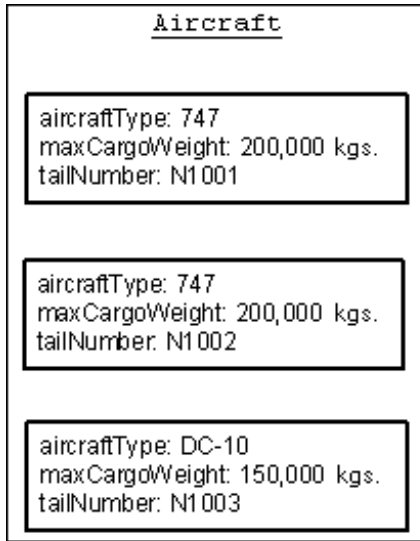 Aircraft
aircraftType: 747
maxCargoWeight: 200,000 kgs.
tailNumber: N1001
aircraftType: 747
maxCargoWeight: 200,000 kgs.
tailNumber: N1002
aircraftType: DC-10
maxCargoWeight: 150,000 kgs.
tailNumber: N1003